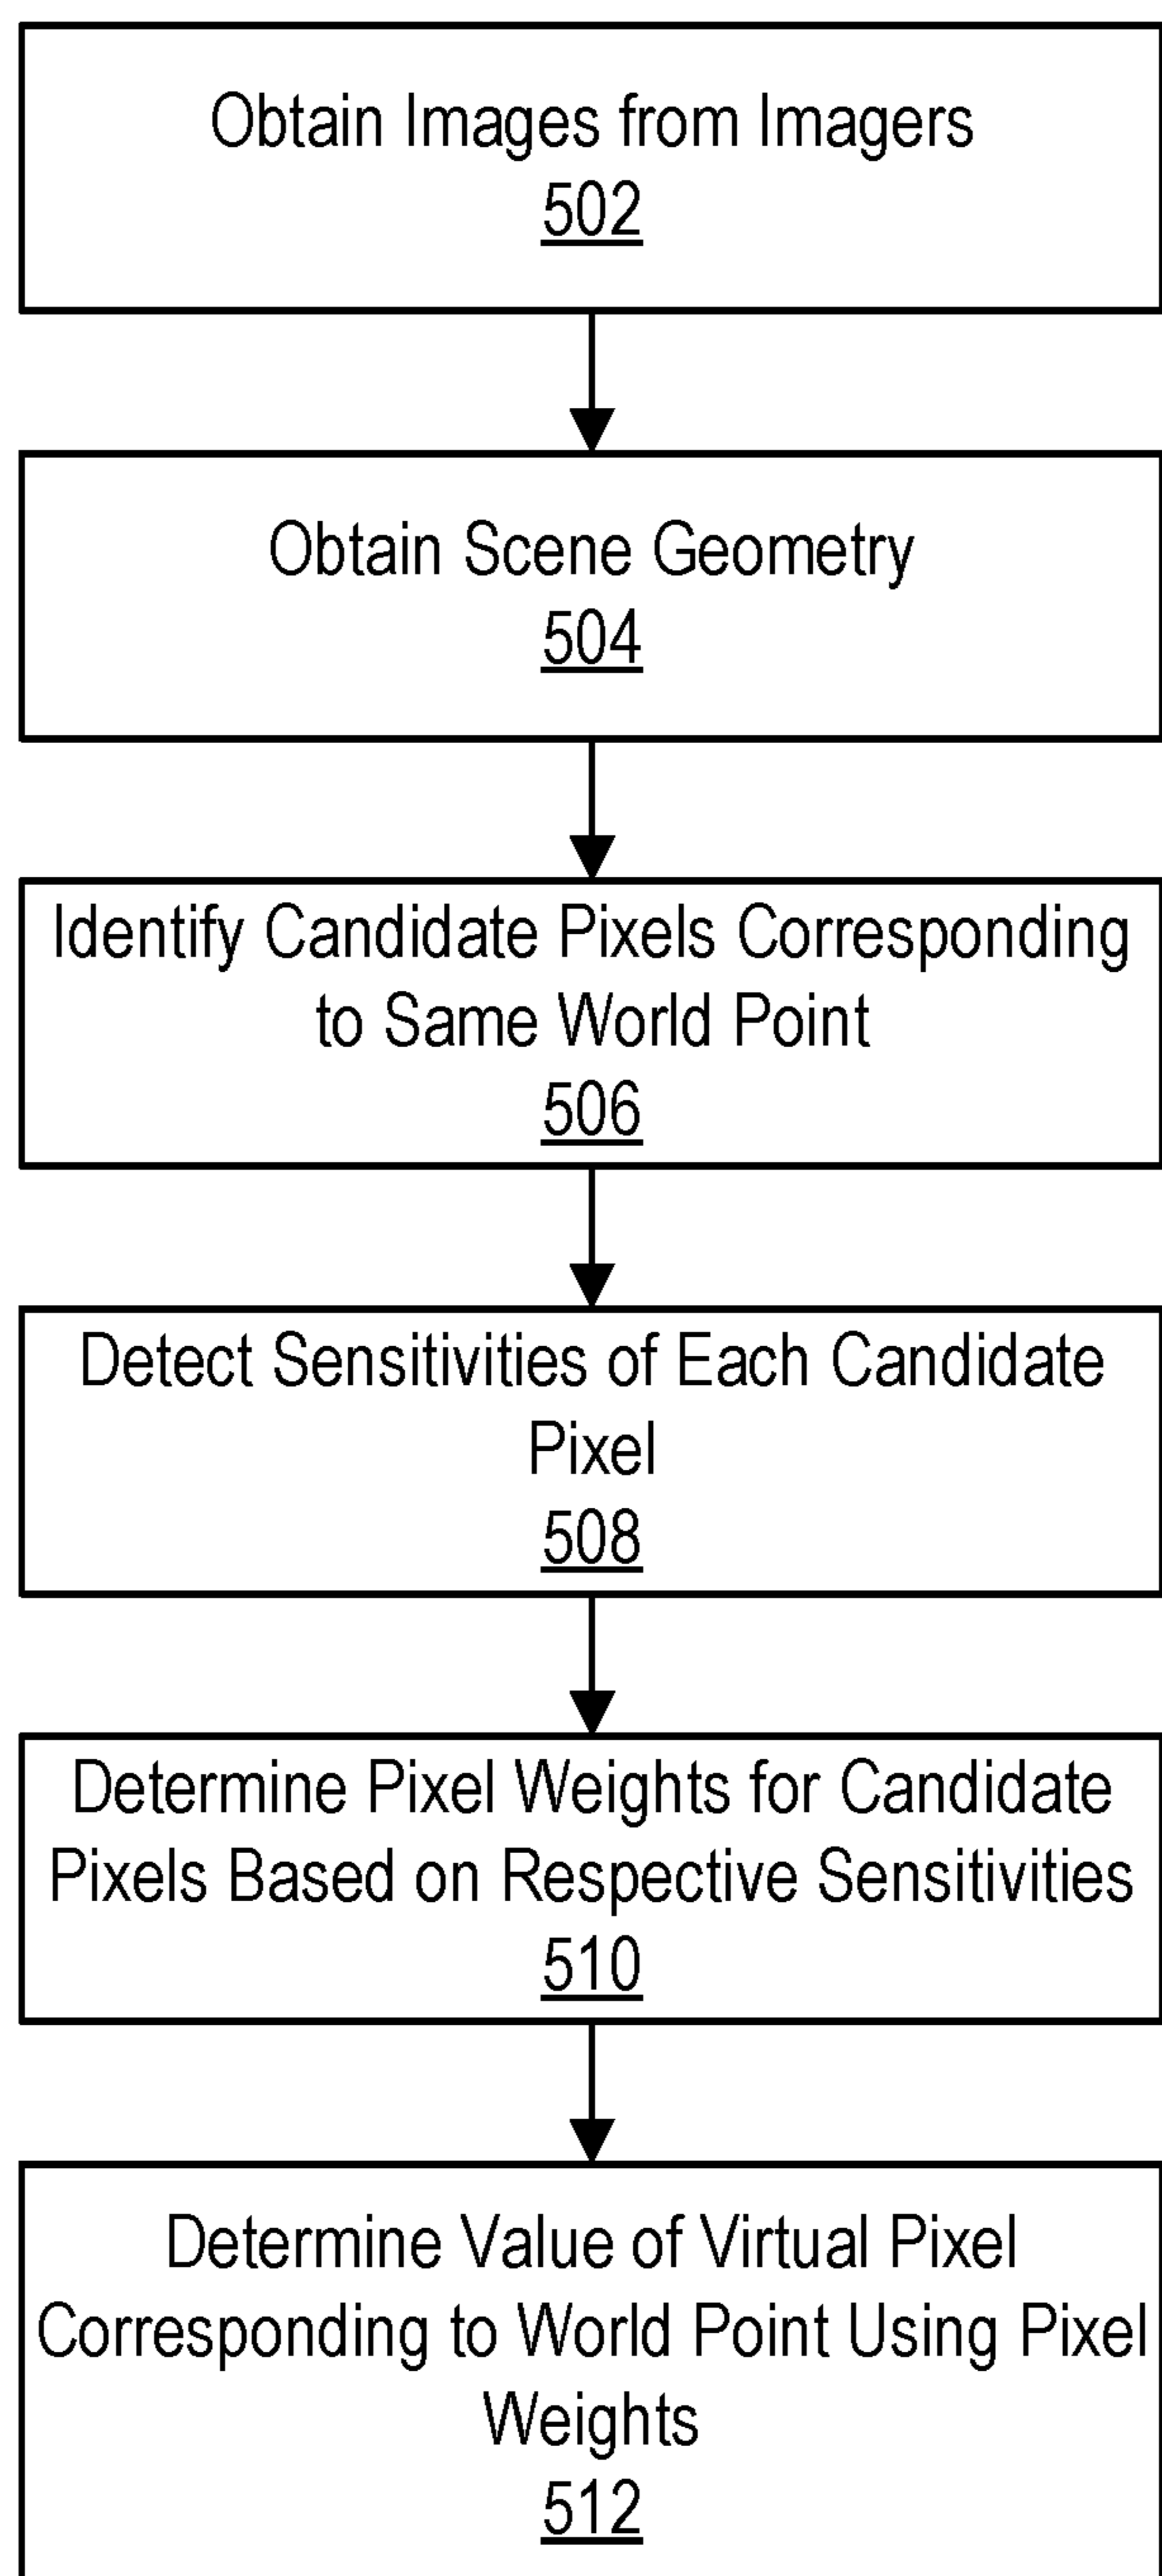 Obtain Images from Imagers
502
Obtain Scene Geometry
504
Identify Candidate Pixels Corresponding
to Same World Point
506
Detect Sensitivities of Each Candidate
Pixel
508
Determine Pixel Weights for Candidate
Pixels Based on Respective Sensitivities
510
Determine Value of Virtual Pixel
Corresponding to World Point Using Pixel
Weights
512